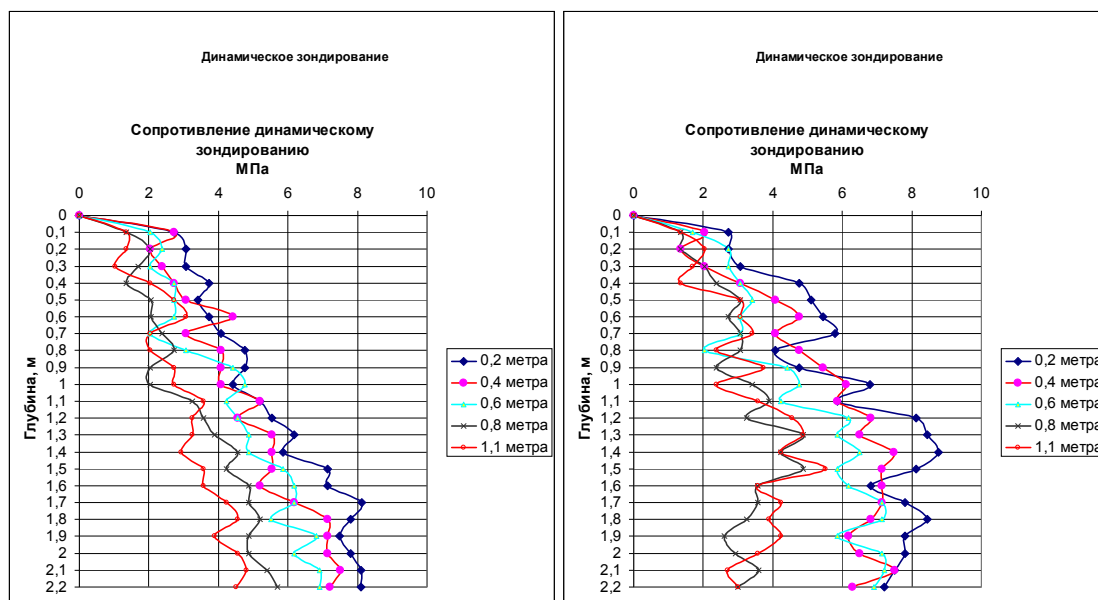 Динамическое зондирование
Сопротивление динамическому
зондированию
МПа
0 2 4 6 8 10
Глубина, м
0
0,1
0,2
0,3
0,4
0,5
0,6
0,7
0,8
0,9
1
1,1
1,2
1,3
1,4
1,5
1,6
1,7
1,8
1,9
2
2,1
2,2
0,2 метра
0,4 метра
0,6 метра
0,8 метра
1,1 метра
Динамическое зондирование
Сопротивление динамическому
зондированию
МПа
0 2 4 6 8 10
Глубина, м
0
0,1
0,2
0,3
0,4
0,5
0,6
0,7
0,8
0,9
1
1,1
1,2
1,3
1,4
1,5
1,6
1,7
1,8
1,9
2
2,1
2,2
0,2 метра
0,4 метра
0,6 метра
0,8 метра
1,1 метра